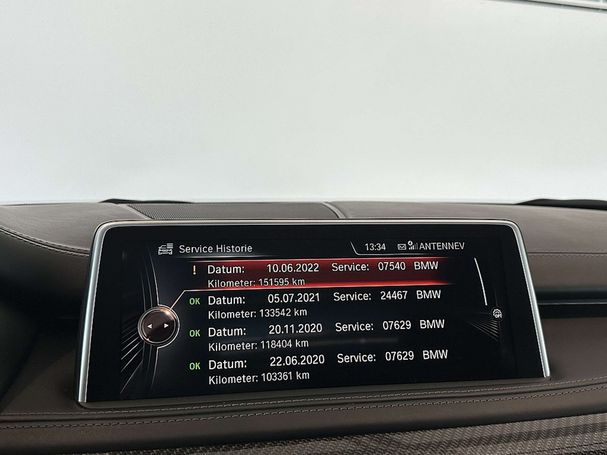 Service Historie 13:34 ANTENNEV
! Datum: 10.06.2022 Service: 07540 BMW
Kilometer: 151595 km
OK Datum: 05.07.2021 Service: 24467 BMW
Kilometer: 133542 km
OK Datum: 20.11.2020 Service: 07629 BMW
Kilometer: 118404 km
OK Datum: 22.06.2020 Service: 07629 BMW
Kilometer: 103361 km